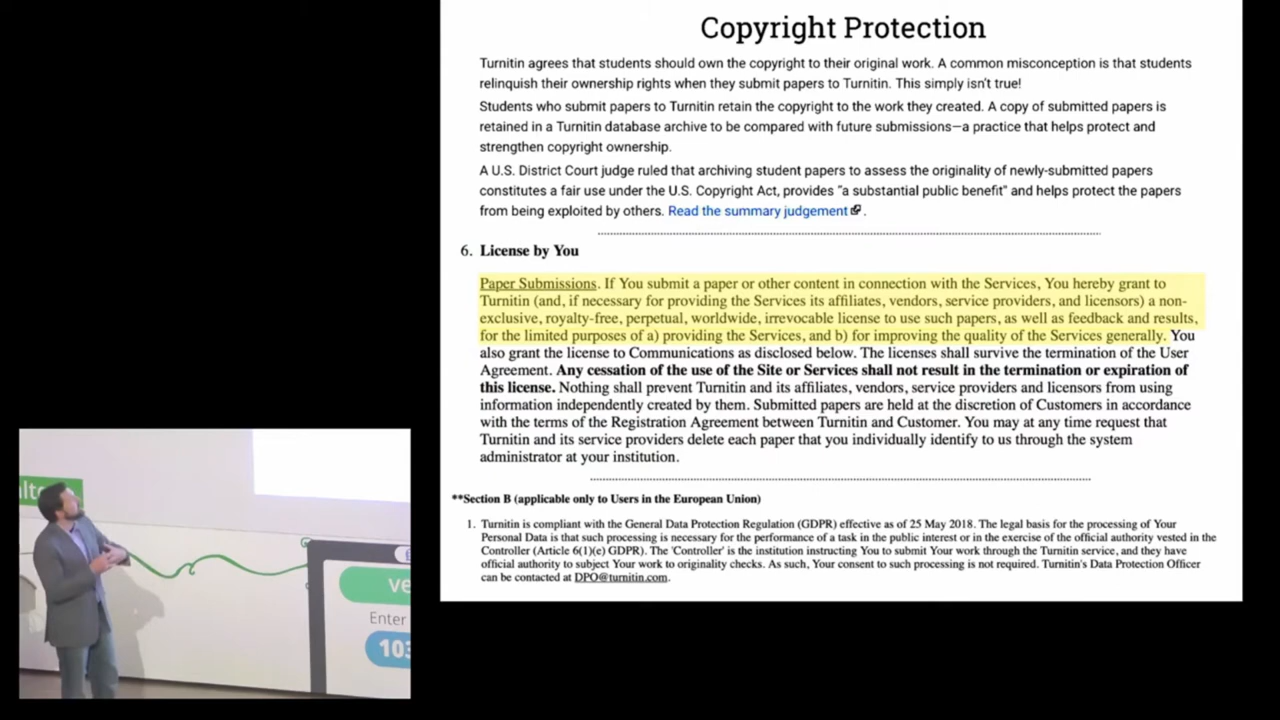 Copyright Protection
Turnitin agrees that students should own the copyright to their original work. A common misconception is that students
relinquish their ownership rights when they submit papers to Turnitin. This simply isn't true!
Students who submit papers to Turnitin retain the copyright to the work they created. A copy of submitted papers is
retained in a Turnitin database archive to be compared with future submissions—a practice that helps protect and
strengthen copyright ownership.
A U.S. District Court judge ruled that archiving student papers to assess the originality of newly-submitted papers
constitutes a fair use under the U.S. Copyright Act, provides "a substantial public benefit" and helps protect the papers
from being exploited by others. Read the summary judgement.
6. License by You
Paper Submissions. If You submit a paper or other content in connection with the Services, You hereby grant to
Turnitin (and, if necessary for providing the Services its affiliates, vendors, service providers, and licensors) a non-
exclusive, royalty-free, perpetual, worldwide, irrevocable license to use such papers, as well as feedback and results,
for the limited purposes of a) providing the Services, and b) for improving the quality of the Services generally. You
also grant the license to Communications as disclosed below. The licenses shall survive the termination of the User
Agreement. Any cessation of the use of the Site or Services shall not result in the termination or expiration of
this license. Nothing shall prevent Turnitin and its affiliates, vendors, service providers and licensors from using
information independently created by them. Submitted papers are held at the discretion of Customers in accordance
with the terms of the Registration Agreement between Turnitin and Customer. You may at any time request that
Turnitin and its service providers delete each paper that you individually identify to us through the system
administrator at your institution.
**Section B (applicable only to Users in the European Union)
1. Turnitin is compliant with the General Data Protection Regulation (GDPR) effective as of 25 May 2018. The legal basis for the processing of Your
Personal Data is that such processing is necessary for the performance of a task in the public interest or in the exercise of the official authority vested in the
Controller (Article 6(1)(e) GDPR). The 'Controller' is the institution instructing You to submit Your work through the Turnitin service, and they have
official authority to subject Your work to originality checks. As such, Your consent to such processing is not required. Turnitin's Data Protection Officer
can be contacted at DPO@turnitin.com.
Enter
103